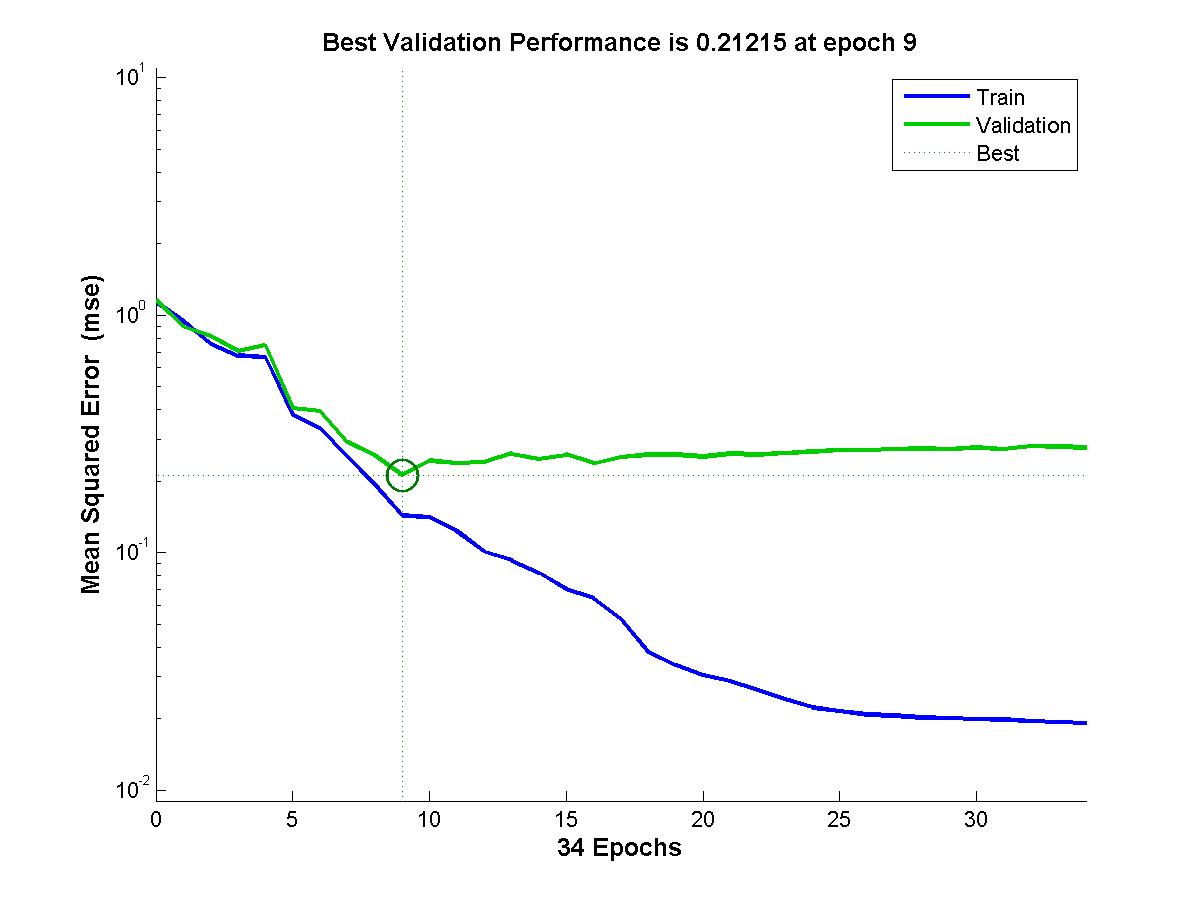 Best Validation Performance is 0.21215 at epoch 9
10^1
10^0
10^-1
10^-2
Mean Squared Error (mse)
Train
Validation
Best
0 5 10 15 20 25 30
34 Epochs